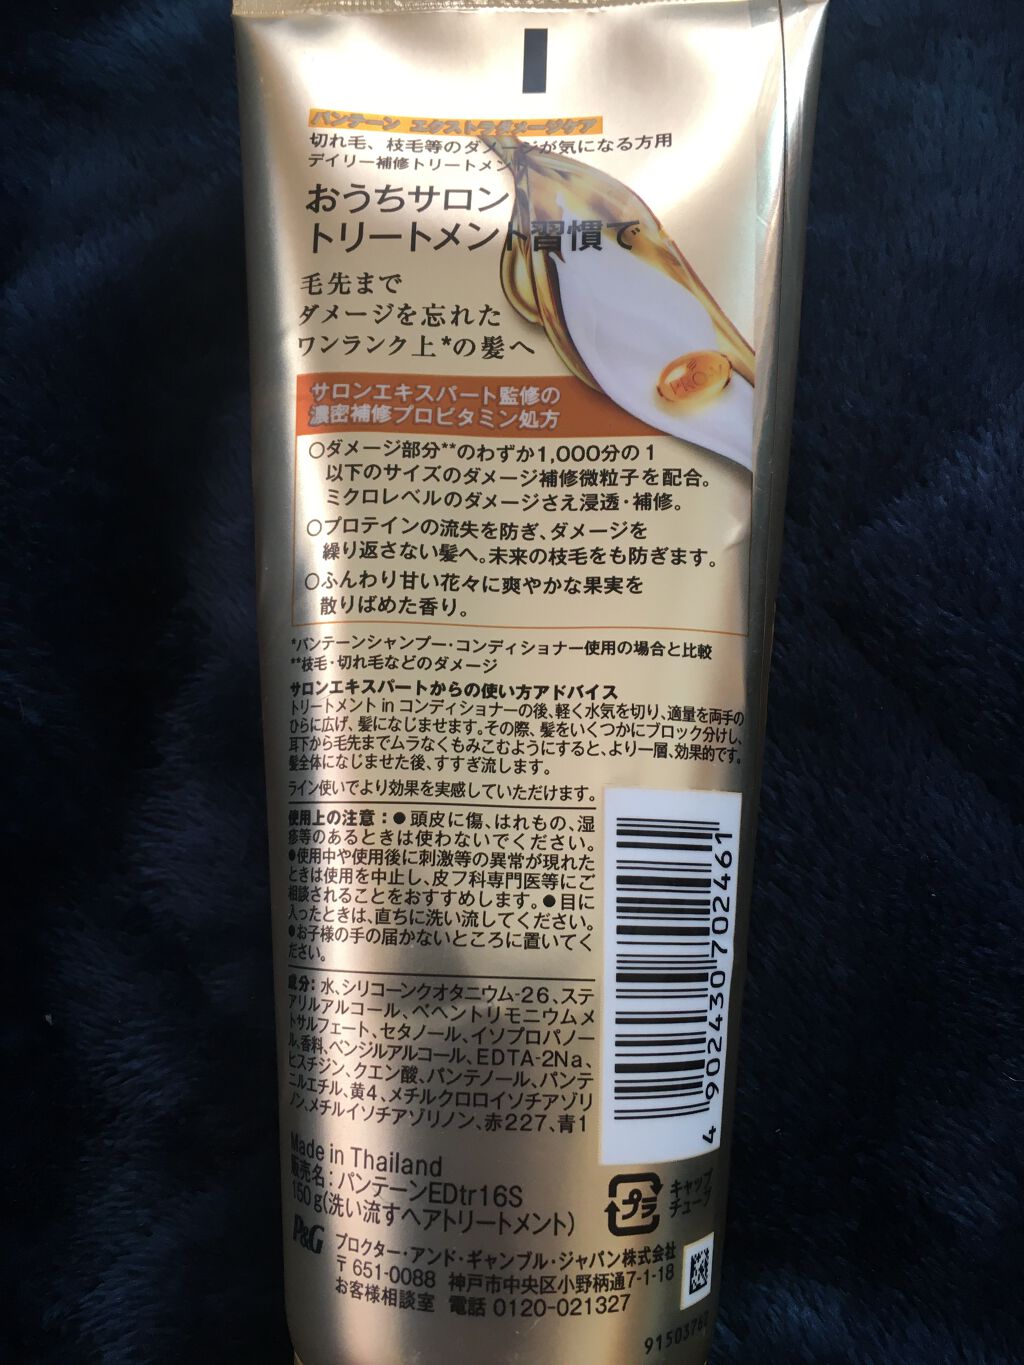 パンテーン エクストラダメージケア
切れ毛、枝毛等のダメージが気になる方用
デイリー補修トリートメント
おうちサロン
トリートメント習慣で
毛先まで
ダメージを忘れた
ワンランク上*の髪へ
サロンエキスパート監修の
濃密補修プロビタミン処方
○ダメージ部分**のわずか1,000分の1
以下のサイズのダメージ補修微粒子を配合。
ミクロレベルのダメージさえ浸透・補修。
○プロテインの流失を防ぎ、ダメージを
繰り返さない髪へ。未来の枝毛をも防ぎます。
○ふんわり甘い花々に爽やかな果実を
散りばめた香り。
*パンテーンシャンプー・コンディショナー使用の場合と比較
**枝毛・切れ毛などのダメージ
サロンエキスパートからの使い方アドバイス
トリートメント in コンディショナーの後、軽く水気を切り、適量を両手の
ひらに広げ、髪になじませます。その際、髪をいくつかにブロック分けし、
耳下から毛先までムラなくもみこむようにすると、より一層、効果的です。
髪全体になじませた後、すすぎ流します。
ライン使いでより効果を実感していただけます。
使用上の注意：●頭皮に傷、はれもの、湿
疹等のあるときは使わないでください。
●使用中や使用後に刺激等の異常が現れた
ときは使用を中止し、皮フ科専門医等にご
相談されることをおすすめします。●目に
入ったときは、直ちに洗い流してください。
●お子様の手の届かないところに置いてく
ださい。
成分：水、シリコーンクオタニウム-26、ステ
アリルアルコール、ベヘントリモニウムメ
トサルフェート、セタノール、イソプロパノー
ル、香料、ベンジルアルコール、EDTA-2Na、
ヒスチジン、クエン酸、パンテノール、パンテ
ニルエチル、黄4、メチルクロロイソチアゾリ
ノン、メチルイソチアゾリノン、赤227、青1
4 902430 702461
Made in Thailand
販売名：パンテーンEDtr16S
150g(洗い流すヘアトリートメント)
プラ
キャップ
チューブ
P&G
プロクター・アンド・ギャンブル・ジャパン株式会社
〒651-0088 神戸市中央区小野柄通7-1-18
お客様相談室 電話 0120-021327